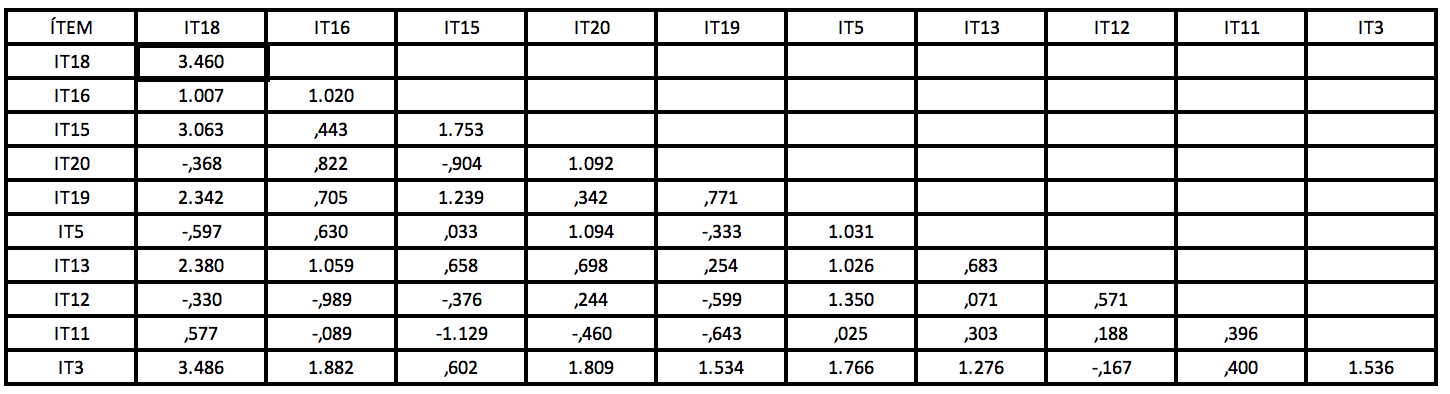 ÍTEM IT18 IT16 IT15 IT20 IT19 IT5 IT13 IT12 IT11 IT3
IT18 3.460
IT16 1.007 1.020
IT15 3.063 ,443 1.753
IT20 -,368 ,822 -,904 1.092
IT19 2.342 ,705 1.239 ,342 ,771
IT5 -,597 ,630 ,033 1.094 -,333 1.031
IT13 2.380 1.059 ,658 ,698 ,254 1.026 ,683
IT12 -,330 -,989 -,376 ,244 -,599 1.350 ,071 ,571
IT11 ,577 -,089 -1.129 -,460 -,643 ,025 ,303 ,188 ,396
IT3 3.486 1.882 ,602 1.809 1.534 1.766 1.276 -,167 ,400 1.536